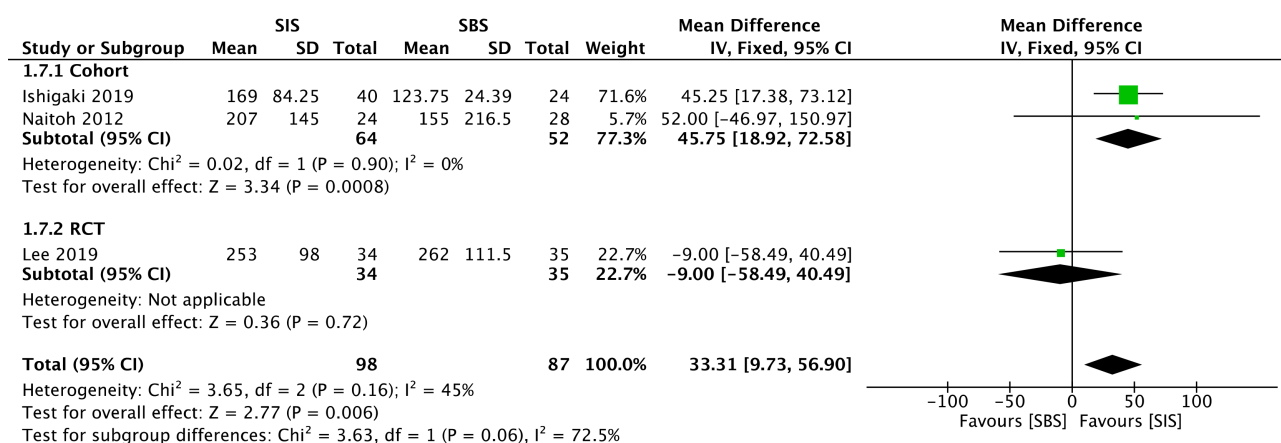 SIS SBS Mean Difference Mean Difference
Study or Subgroup Mean SD Total Mean SD Total Weight IV, Fixed, 95% CI IV, Fixed, 95% CI
1.7.1 Cohort
Ishigaki 2019 169 84.25 40 123.75 24.39 24 71.6% 45.25 [17.38, 73.12]
Naitoh 2012 207 145 24 155 216.5 28 5.7% 52.00 [-46.97, 150.97]
Subtotal (95% CI) 64 52 77.3% 45.75 [18.92, 72.58]
Heterogeneity: Chi² = 0.02, df = 1 (P = 0.90); I² = 0%
Test for overall effect: Z = 3.34 (P = 0.0008)
1.7.2 RCT
Lee 2019 253 98 34 262 111.5 35 22.7% -9.00 [-58.49, 40.49]
Subtotal (95% CI) 34 35 22.7% -9.00 [-58.49, 40.49]
Heterogeneity: Not applicable
Test for overall effect: Z = 0.36 (P = 0.72)
Total (95% CI) 98 87 100.0% 33.31 [9.73, 56.90]
Heterogeneity: Chi² = 3.65, df = 2 (P = 0.16); I² = 45%
Test for overall effect: Z = 2.77 (P = 0.006)
Test for subgroup differences: Chi² = 3.63, df = 1 (P = 0.06), I² = 72.5%
-100 -50 0 50 100
Favours [SBS] Favours [SIS]